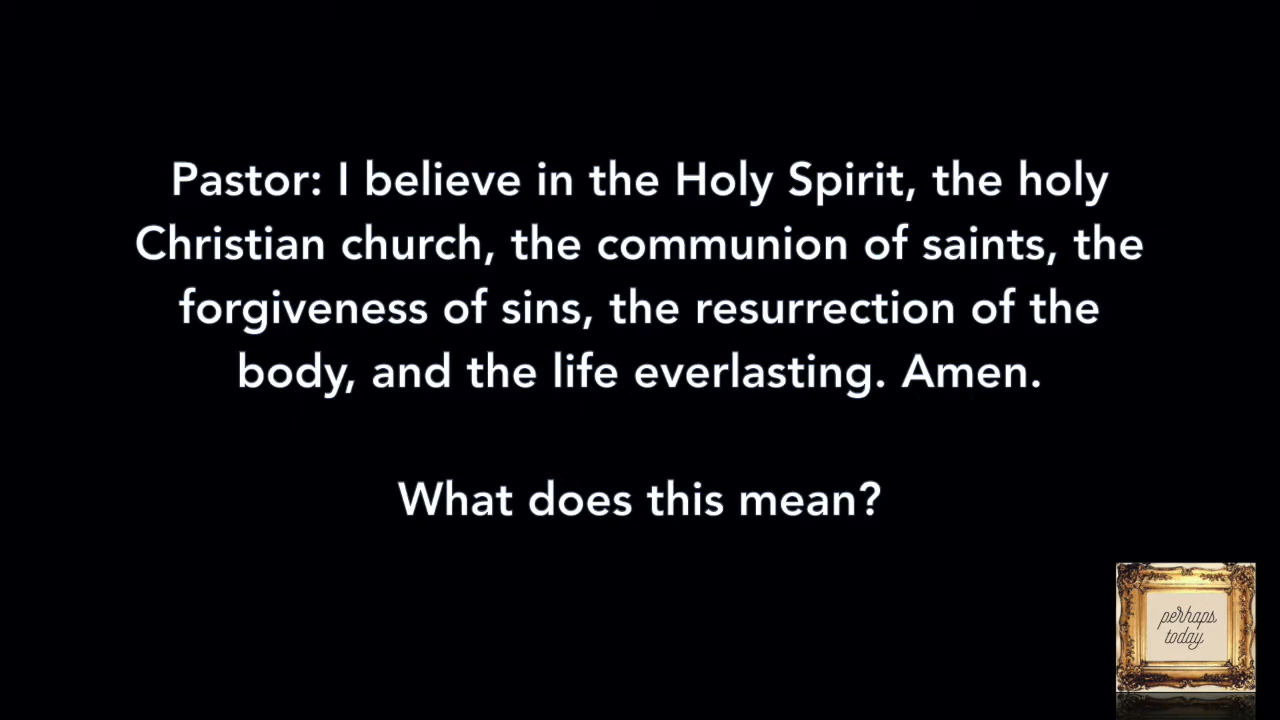 Pastor: I believe in the Holy Spirit, the holy
Christian church, the communion of saints, the
forgiveness of sins, the resurrection of the
body, and the life everlasting. Amen.
What does this mean?
perhaps
today